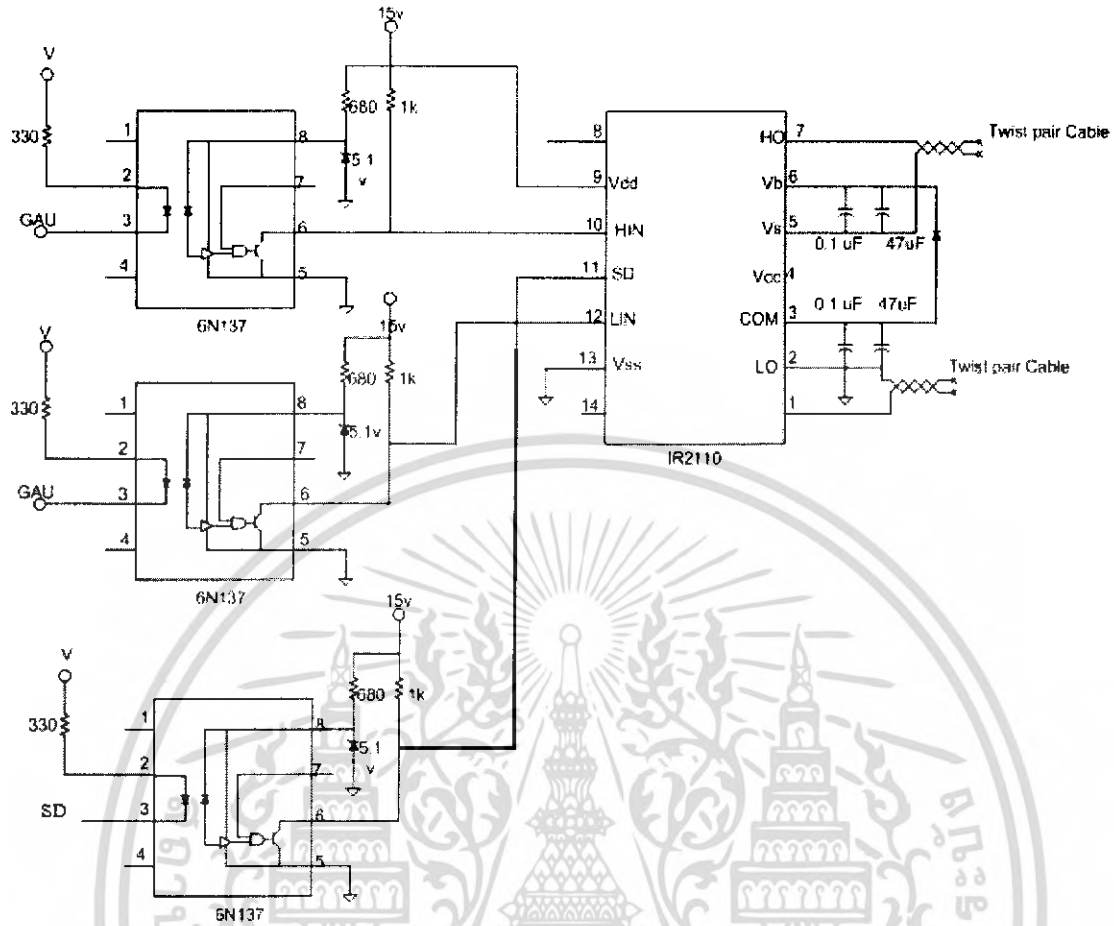 15v
V
330
680
1k
1
2
3
4
8
5.1
v
7
6
5
GAU
6N137
8
9
10
11
12
13
14
Vdd
HIN
SD
LIN
Vss
HO
Vb
Vs
Vcc
COM
LO
7
6
5
4
3
2
1
IR2110
Twist pair Cable
0.1 uF
47uF
0.1 uF
47uF
Twist pair Cable
15v
V
330
680
1k
1
2
3
4
8
5.1v
7
6
5
GAU
6N137
15v
V
330
680
1k
1
2
3
4
8
5.1
v
7
6
5
SD
6N137